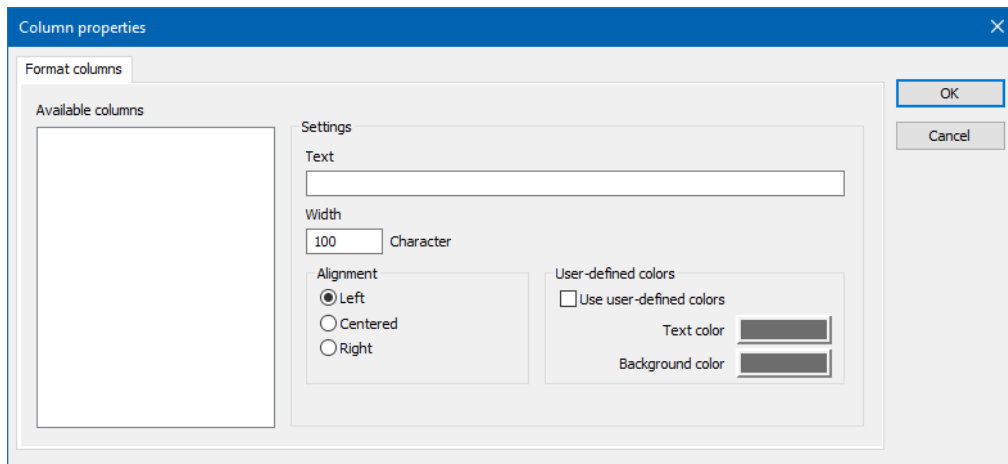 Column properties
Format columns
Available columns
Settings
Text
Width
100 Character
Alignment
Left
Centered
Right
User-defined colors
Use user-defined colors
Text color
Background color
OK
Cancel